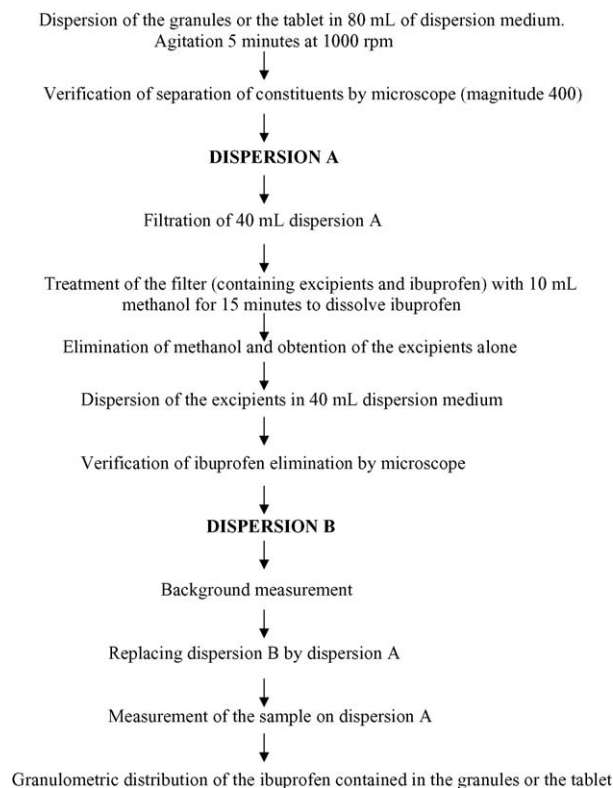 Dispersion of the granules or the tablet in 80 mL of dispersion medium.
Agitation 5 minutes at 1000 rpm
Verification of separation of constituents by microscope (magnitude 400)
DISPERSION A
Filtration of 40 mL dispersion A
Treatment of the filter (containing excipients and ibuprofen) with 10 mL
methanol for 15 minutes to dissolve ibuprofen
Elimination of methanol and obtention of the excipients alone
Dispersion of the excipients in 40 mL dispersion medium
Verification of ibuprofen elimination by microscope
DISPERSION B
Background measurement
Replacing dispersion B by dispersion A
Measurement of the sample on dispersion A
Granulometric distribution of the ibuprofen contained in the granules or the tablet